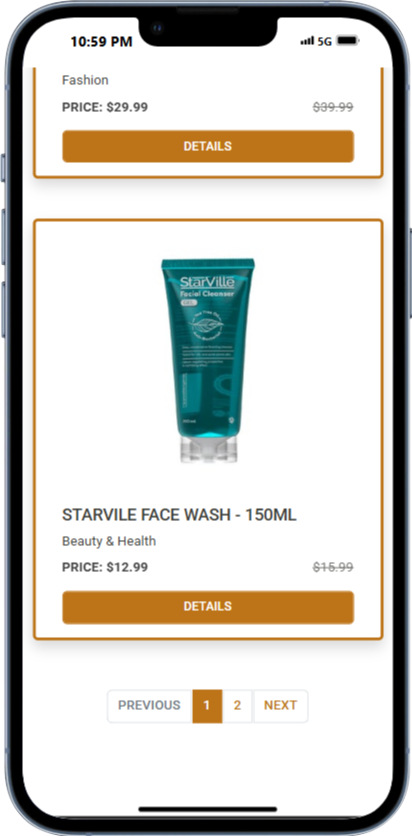 10:59 PM 5G
Fashion
PRICE: $29.99 $39.99
DETAILS
StarVille
Facial Cleanser
GEL
STARVILE FACE WASH - 150ML
Beauty & Health
PRICE: $12.99 $15.99
DETAILS
PREVIOUS 1 2 NEXT